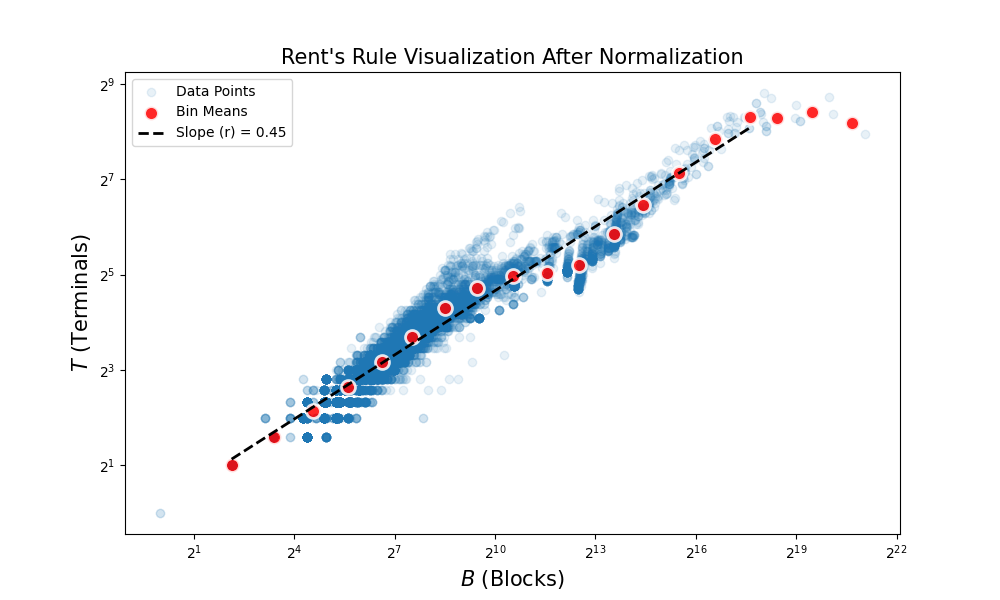 Rent's Rule Visualization After Normalization
Data Points
Bin Means
Slope (r) = 0.45
T (Terminals)
2^9
2^7
2^5
2^3
2^1
2^1 2^4 2^7 2^10 2^13 2^16 2^19 2^22
B (Blocks)